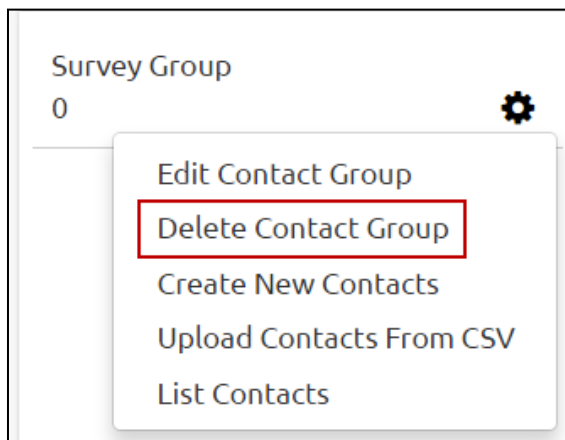 Survey Group
0
Edit Contact Group
Delete Contact Group
Create New Contacts
Upload Contacts From CSV
List Contacts